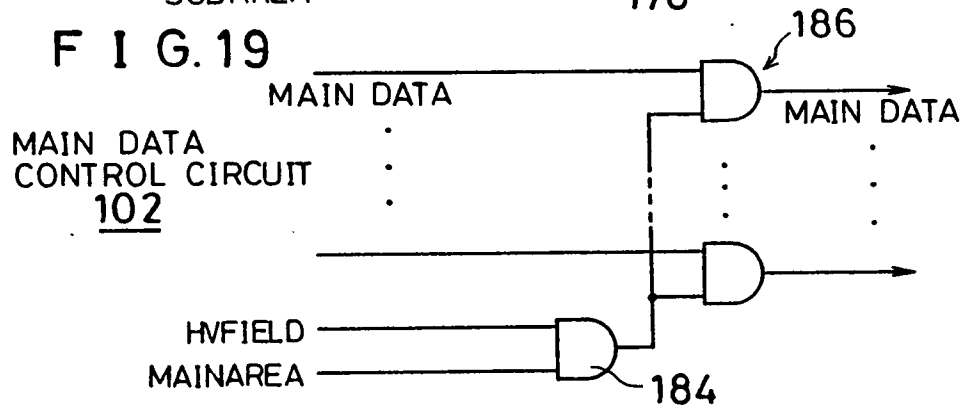 SUBAREA
178
F I G. 19
186
MAIN DATA
MAIN DATA
MAIN DATA
CONTROL CIRCUIT
102
HVFIELD
MAINAREA
184